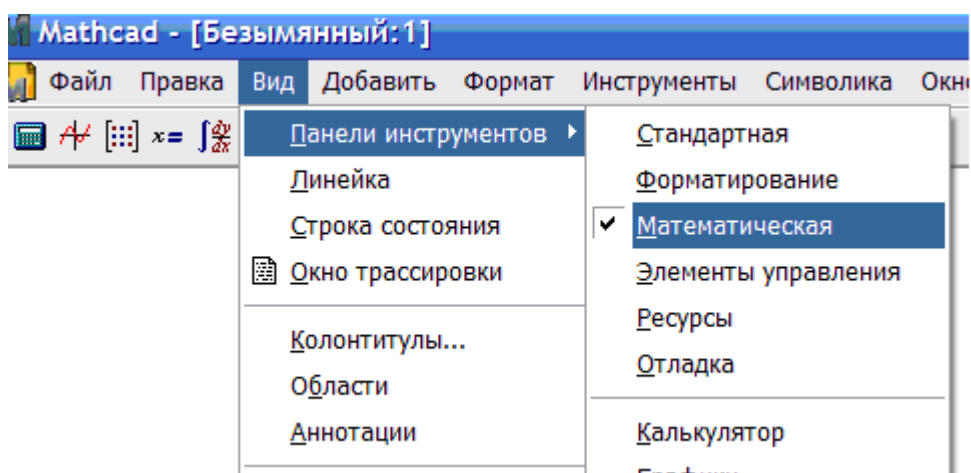 Mathcad - [Безымянный:1]
Файл Правка Вид Добавить Формат Инструменты Символика
x=
Панели инструментов
Линейка
Строка состояния
Окно трассировки
Колонтитулы...
Области
Аннотации
Стандартная
Форматирование
Математическая
Элементы управления
Ресурсы
Отладка
Калькулятор